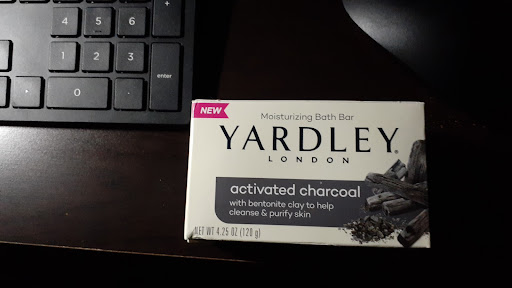 4 5 6
1 2 3
enter
0 .
NEW
Moisturizing Bath Bar
YARDLEY®
LONDON
activated charcoal
with bentonite clay to help
cleanse & purify skin
NET WT 4.25 OZ (120 g)